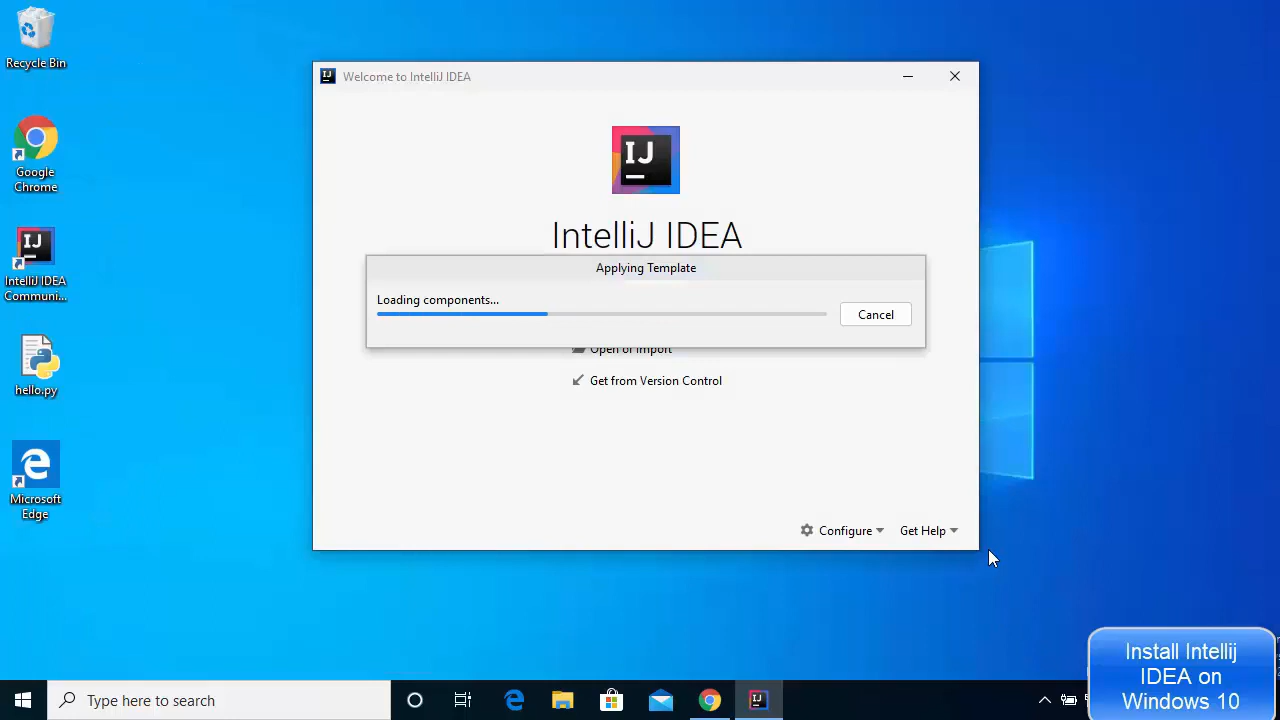 Recycle Bin
Google
Chrome
IntelliJ IDEA
Communi...
hello.py
Microsoft
Edge
IJ
Welcome to IntelliJ IDEA
IJ
IntelliJ IDEA
Applying Template
Loading components...
Cancel
Open or Import
Get from Version Control
Configure
Get Help
Install Intellij
IDEA on
Windows 10
Type here to search